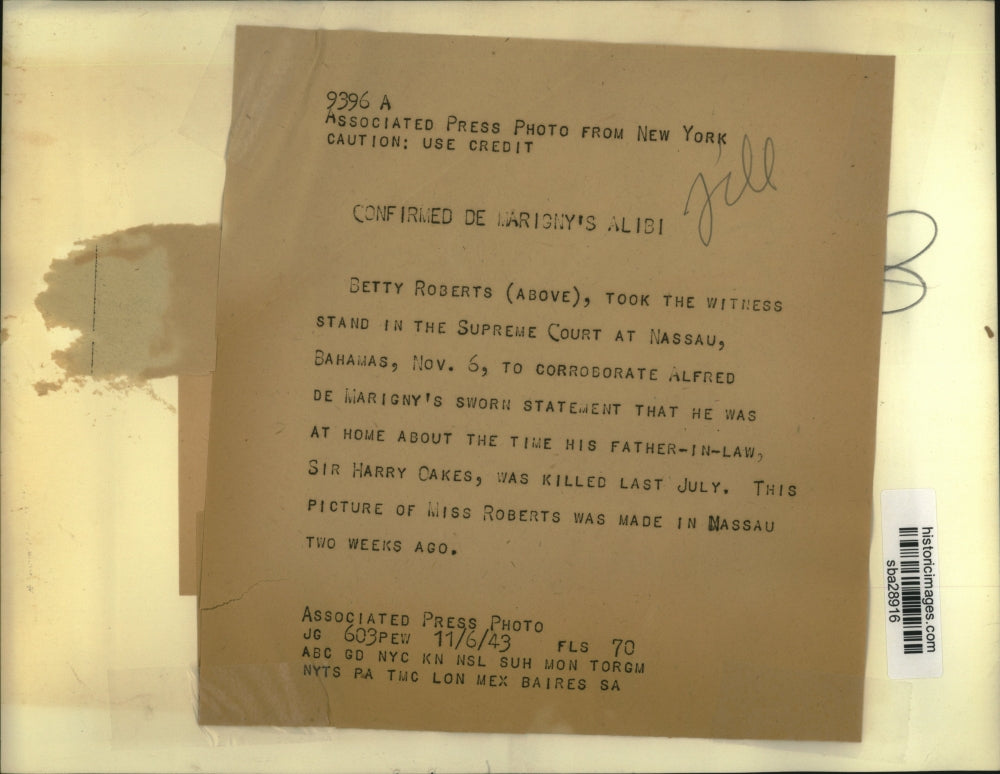 9396 A
ASSOCIATED PRESS PHOTO FROM NEW YORK
CAUTION: USE CREDIT
CONFIRMED DE MARIGNY'S ALIBI
BETTY ROBERTS (ABOVE), TOOK THE WITNESS
STAND IN THE SUPREME COURT AT NASSAU,
BAHAMAS, NOV. 6, TO CORROBORATE ALFRED
DE MARIGNY'S SWORN STATEMENT THAT HE WAS
AT HOME ABOUT THE TIME HIS FATHER-IN-LAW,
SIR HARRY OAKES, WAS KILLED LAST JULY. THIS
PICTURE OF MISS ROBERTS WAS MADE IN NASSAU
TWO WEEKS AGO.
ASSOCIATED PRESS PHOTO
JG 603PEW 11/6/43 FLS 70
ABC GD NYC KN NSL SUH MON TORGM
NYTS PA TMC LON MEX BAIRES SA
historicimages.com
sba28916